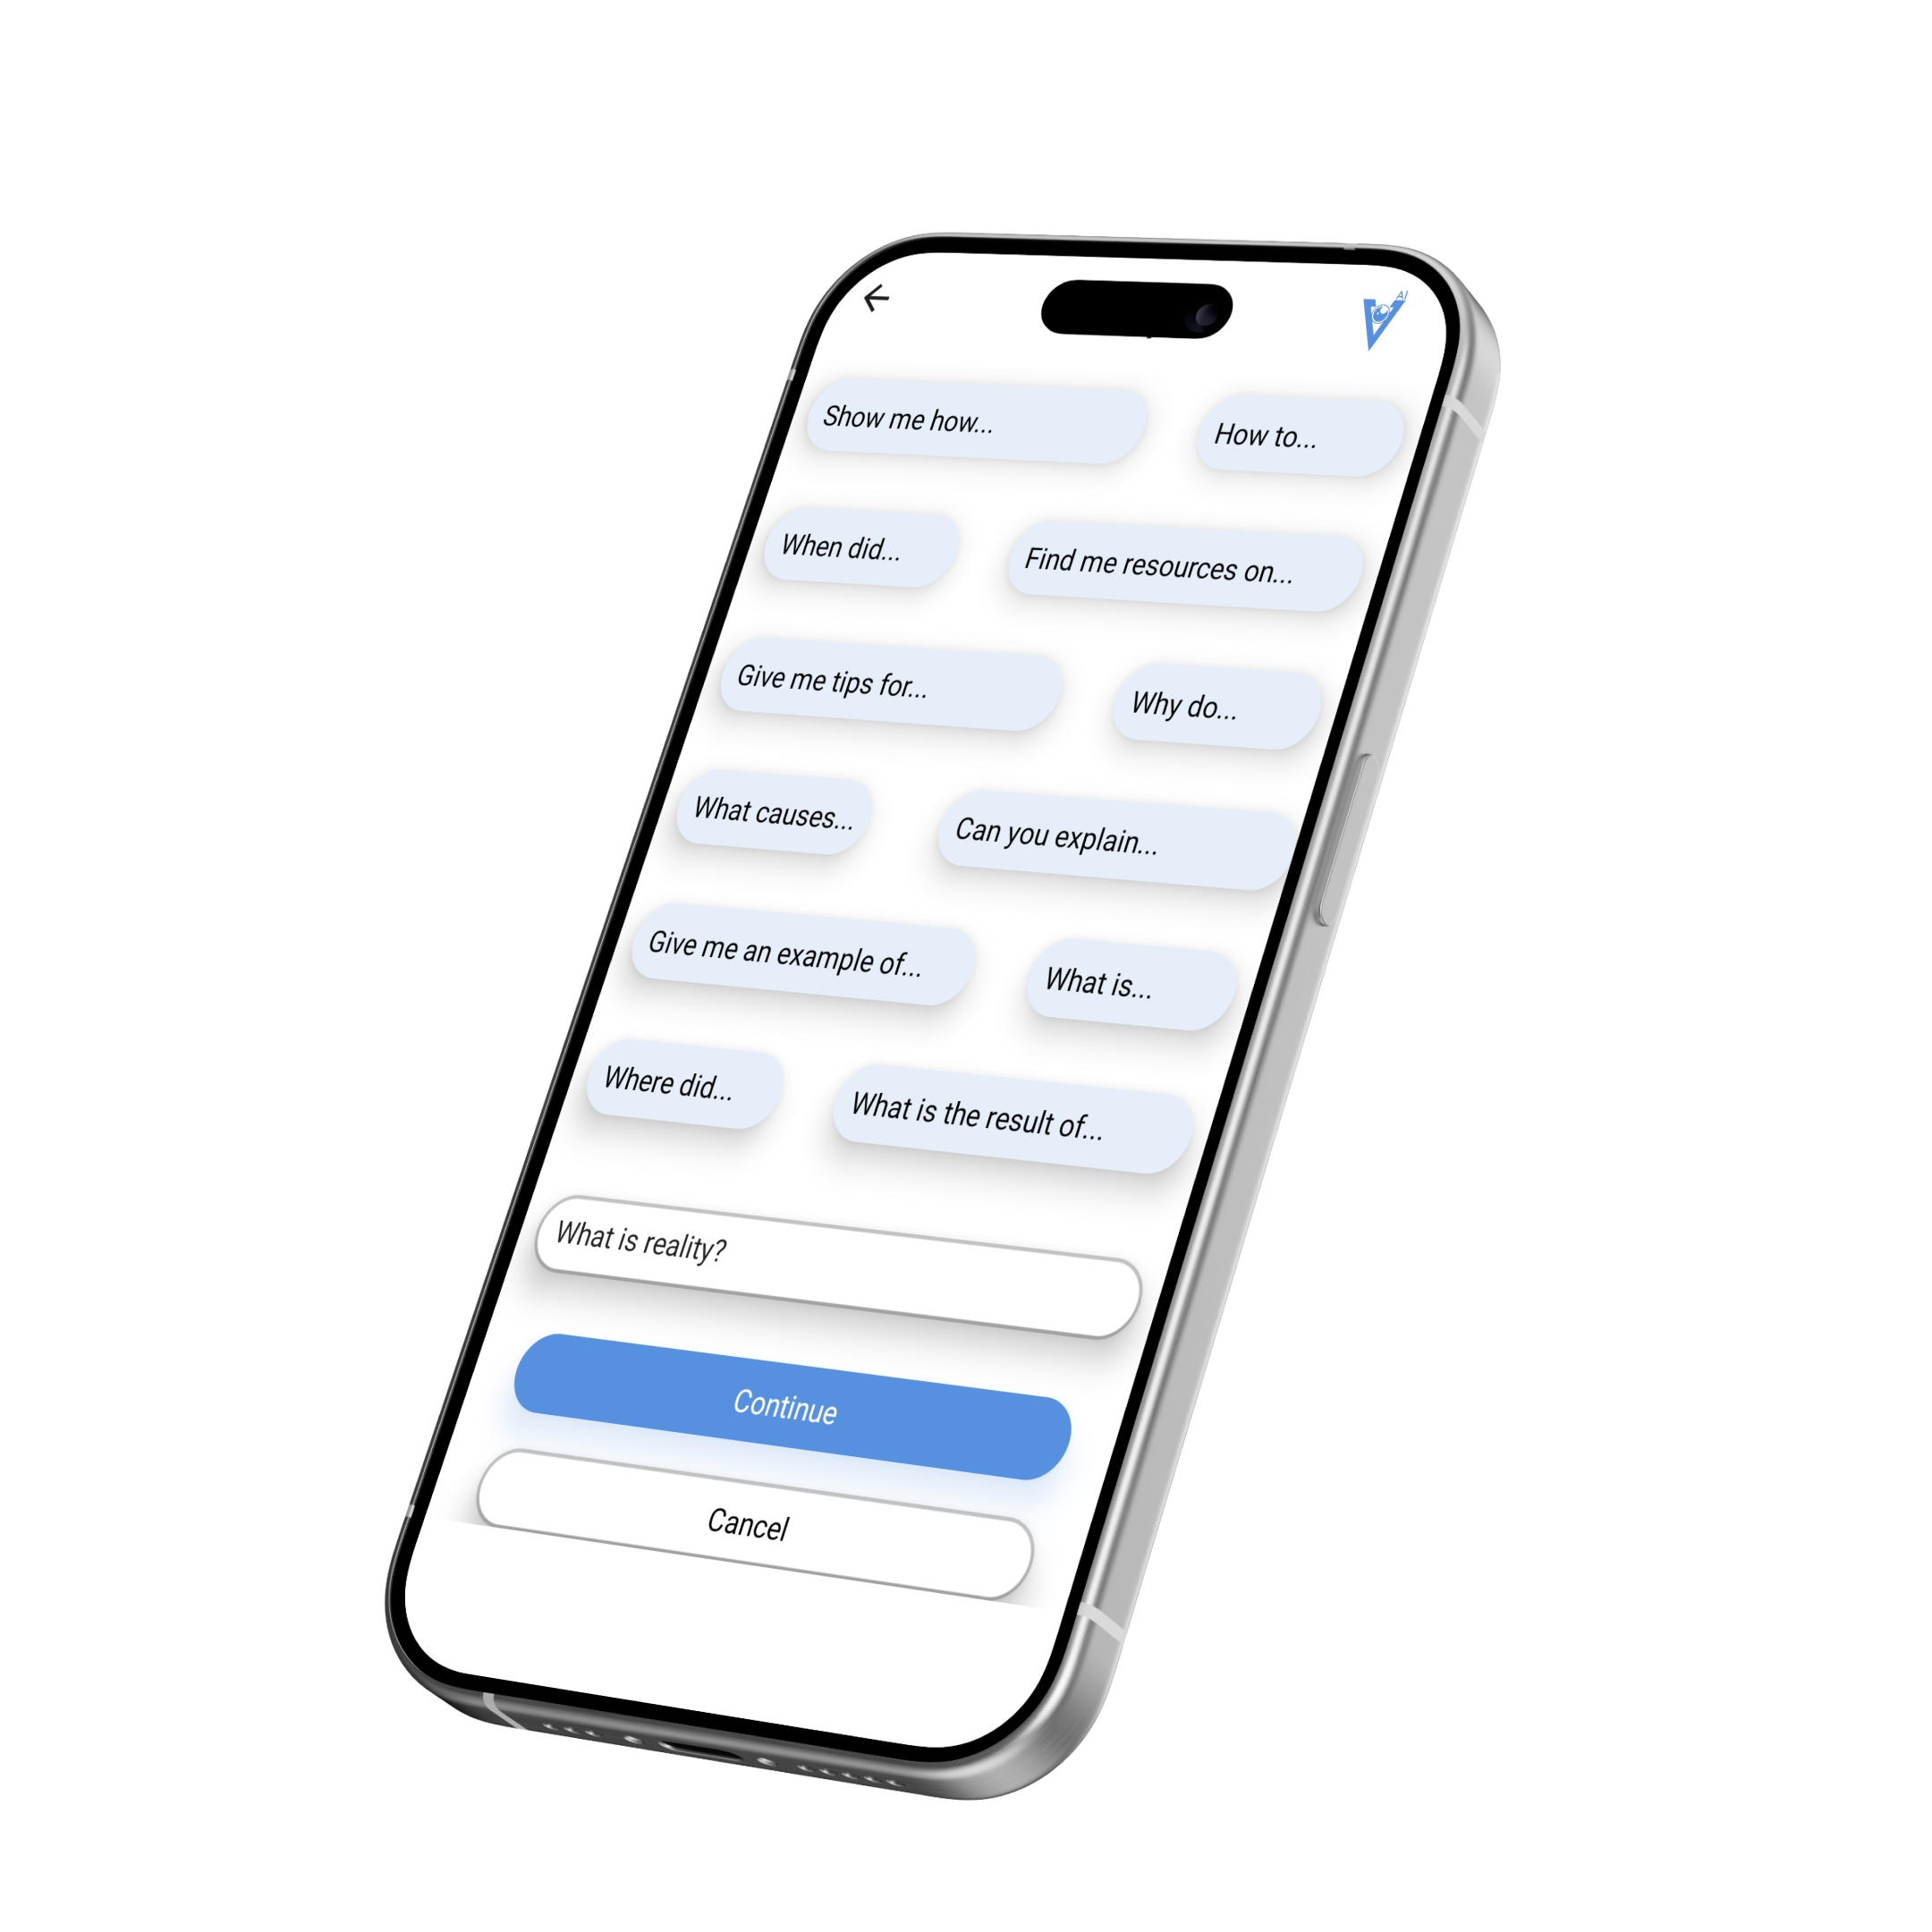 AI
Show me how...
How to...
When did...
Find me resources on...
Give me tips for...
Why do...
What causes...
Can you explain...
Give me an example of...
What is...
Where did...
What is the result of...
What is reality?
Continue
Cancel